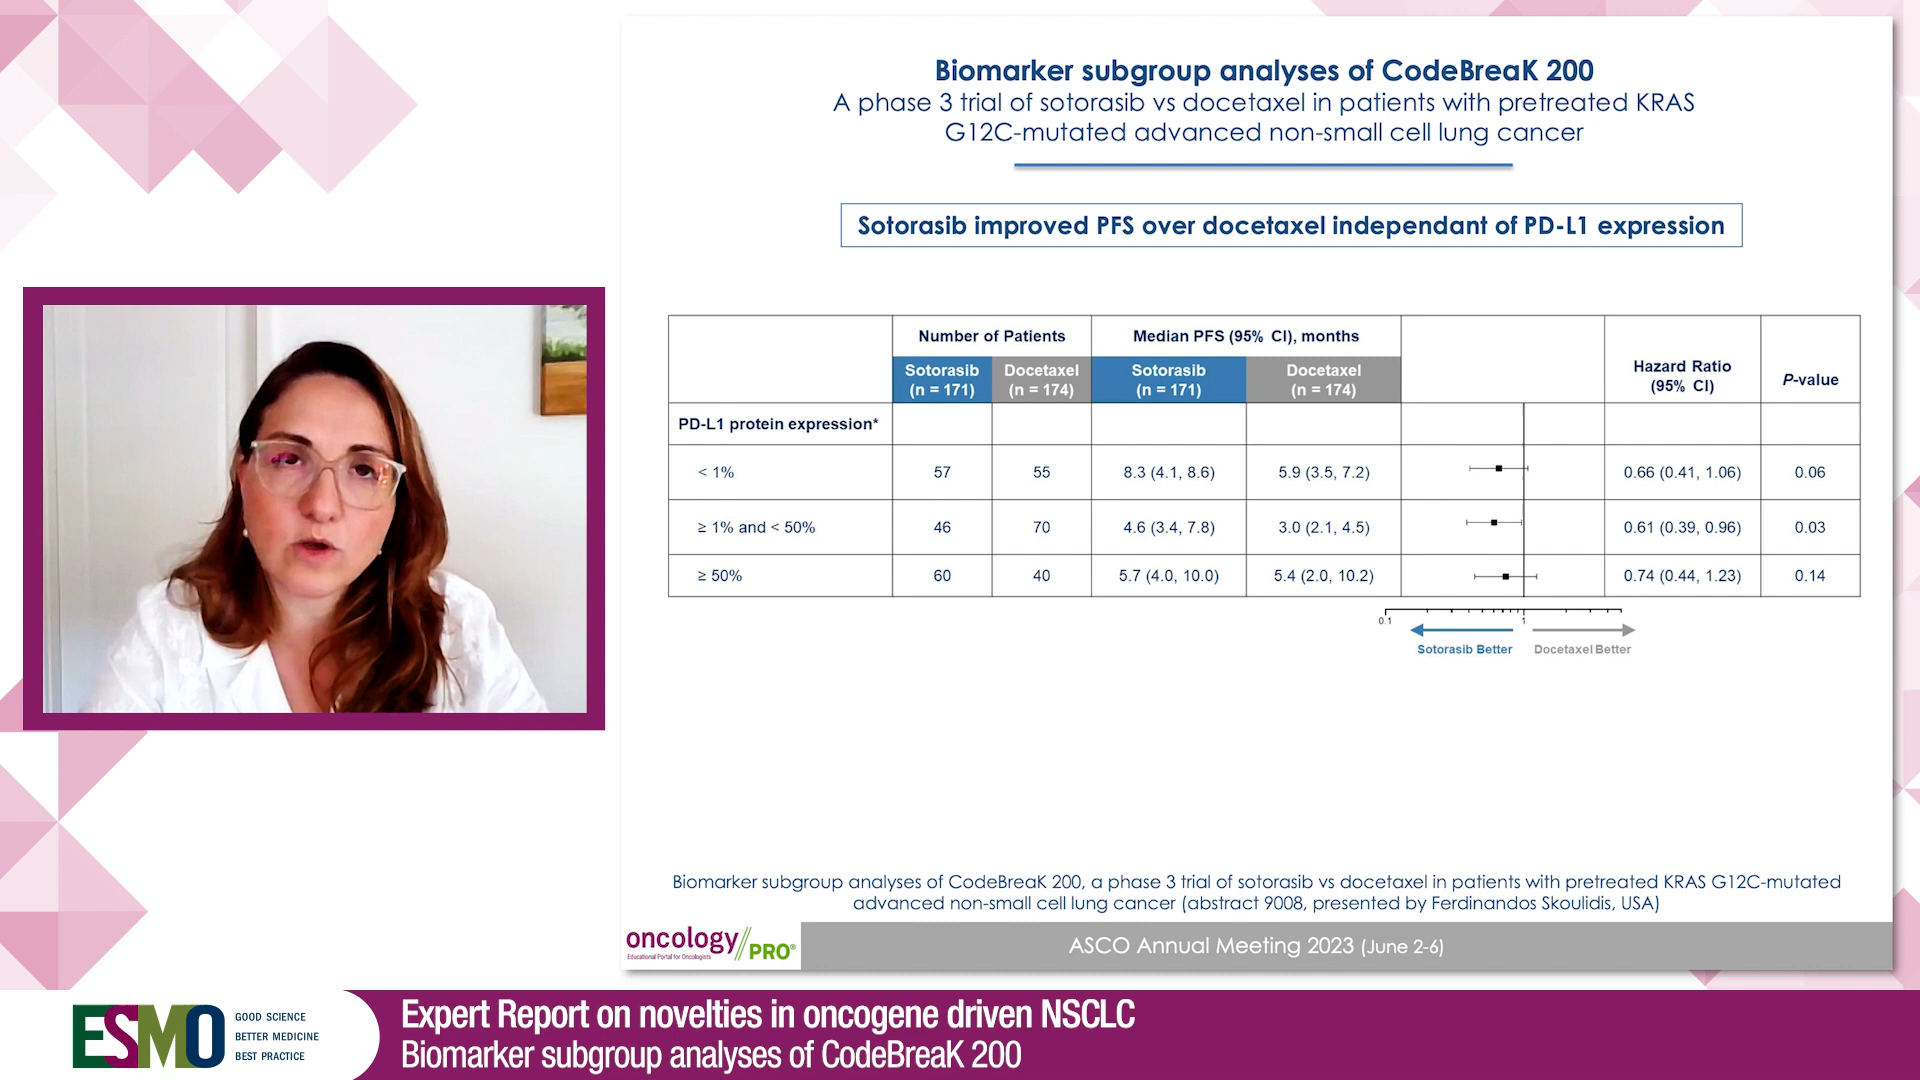 Biomarker subgroup analyses of CodeBreaK 200
A phase 3 trial of sotorasib vs docetaxel in patients with pretreated KRAS
G12C-mutated advanced non-small cell lung cancer
Sotorasib improved PFS over docetaxel independant of PD-L1 expression
Number of Patients Median PFS (95% CI), months Hazard Ratio (95% CI) P-value
Sotorasib (n = 171) Docetaxel (n = 174) Sotorasib (n = 171) Docetaxel (n = 174)
PD-L1 protein expression*
< 1% 57 55 8.3 (4.1, 8.6) 5.9 (3.5, 7.2) 0.66 (0.41, 1.06) 0.06
≥ 1% and < 50% 46 70 4.6 (3.4, 7.8) 3.0 (2.1, 4.5) 0.61 (0.39, 0.96) 0.03
≥ 50% 60 40 5.7 (4.0, 10.0) 5.4 (2.0, 10.2) 0.74 (0.44, 1.23) 0.14
0.1 1
Sotorasib Better Docetaxel Better
Biomarker subgroup analyses of CodeBreaK 200, a phase 3 trial of sotorasib vs docetaxel in patients with pretreated KRAS G12C-mutated
advanced non-small cell lung cancer (abstract 9008, presented by Ferdinandos Skoulidis, USA)
oncology//PRO®
Educational Portal for Oncologists
ASCO Annual Meeting 2023 (June 2-6)
ESMO
GOOD SCIENCE
BETTER MEDICINE
BEST PRACTICE
Expert Report on novelties in oncogene driven NSCLC
Biomarker subgroup analyses of CodeBreaK 200